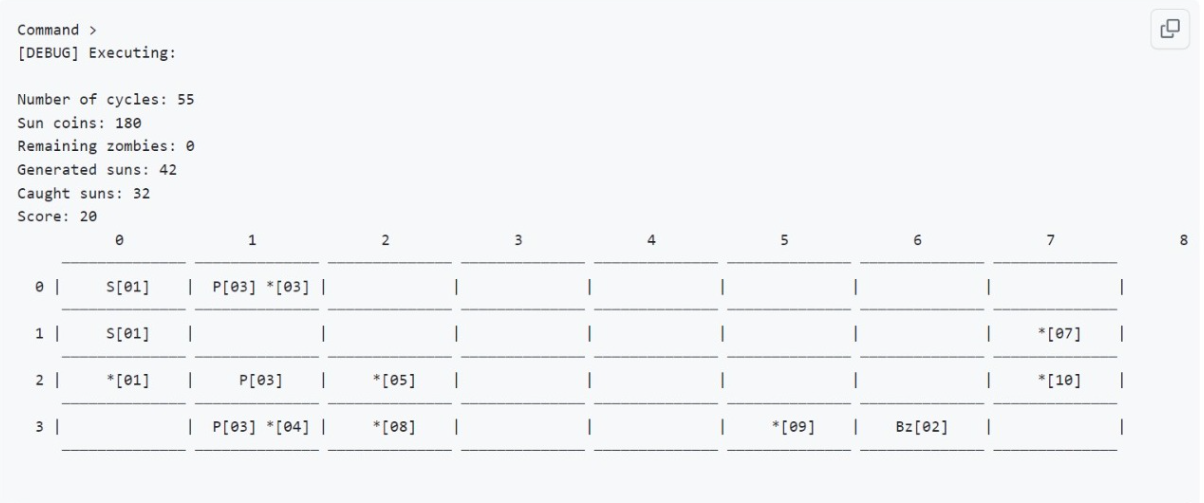 Command >
[DEBUG] Executing:
Number of cycles: 55
Sun coins: 180
Remaining zombies: 0
Generated suns: 42
Caught suns: 32
Score: 20
0 1 2 3 4 5 6 7 8
0 | S[01] | P[03] *[03] | | | | | | |
1 | S[01] | | | | | | | *[07] |
2 | *[01] | P[03] | *[05] | | | | | *[10] |
3 | | P[03] *[04] | *[08] | | | *[09] | Bz[02] | |